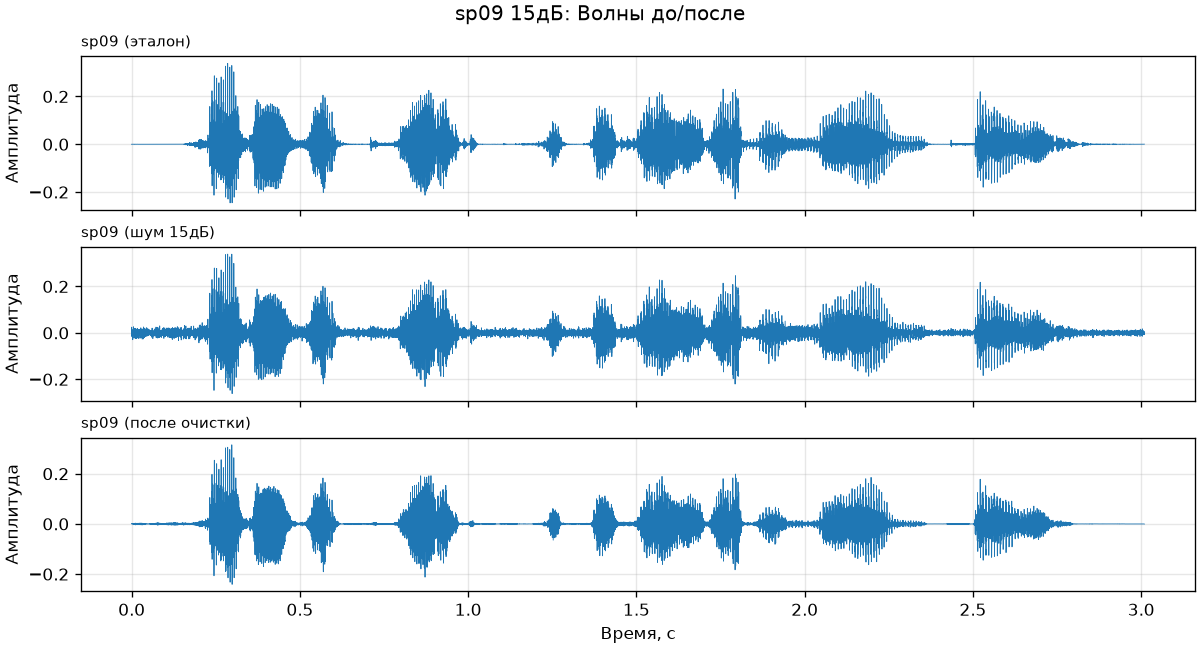 sp09 15дБ: Волны до/после
sp09 (эталон)
Амплитуда
0.2
0.0
−0.2
sp09 (шум 15дБ)
Амплитуда
0.2
0.0
−0.2
sp09 (после очистки)
Амплитуда
0.2
0.0
−0.2
0.0 0.5 1.0 1.5 2.0 2.5 3.0
Время, с